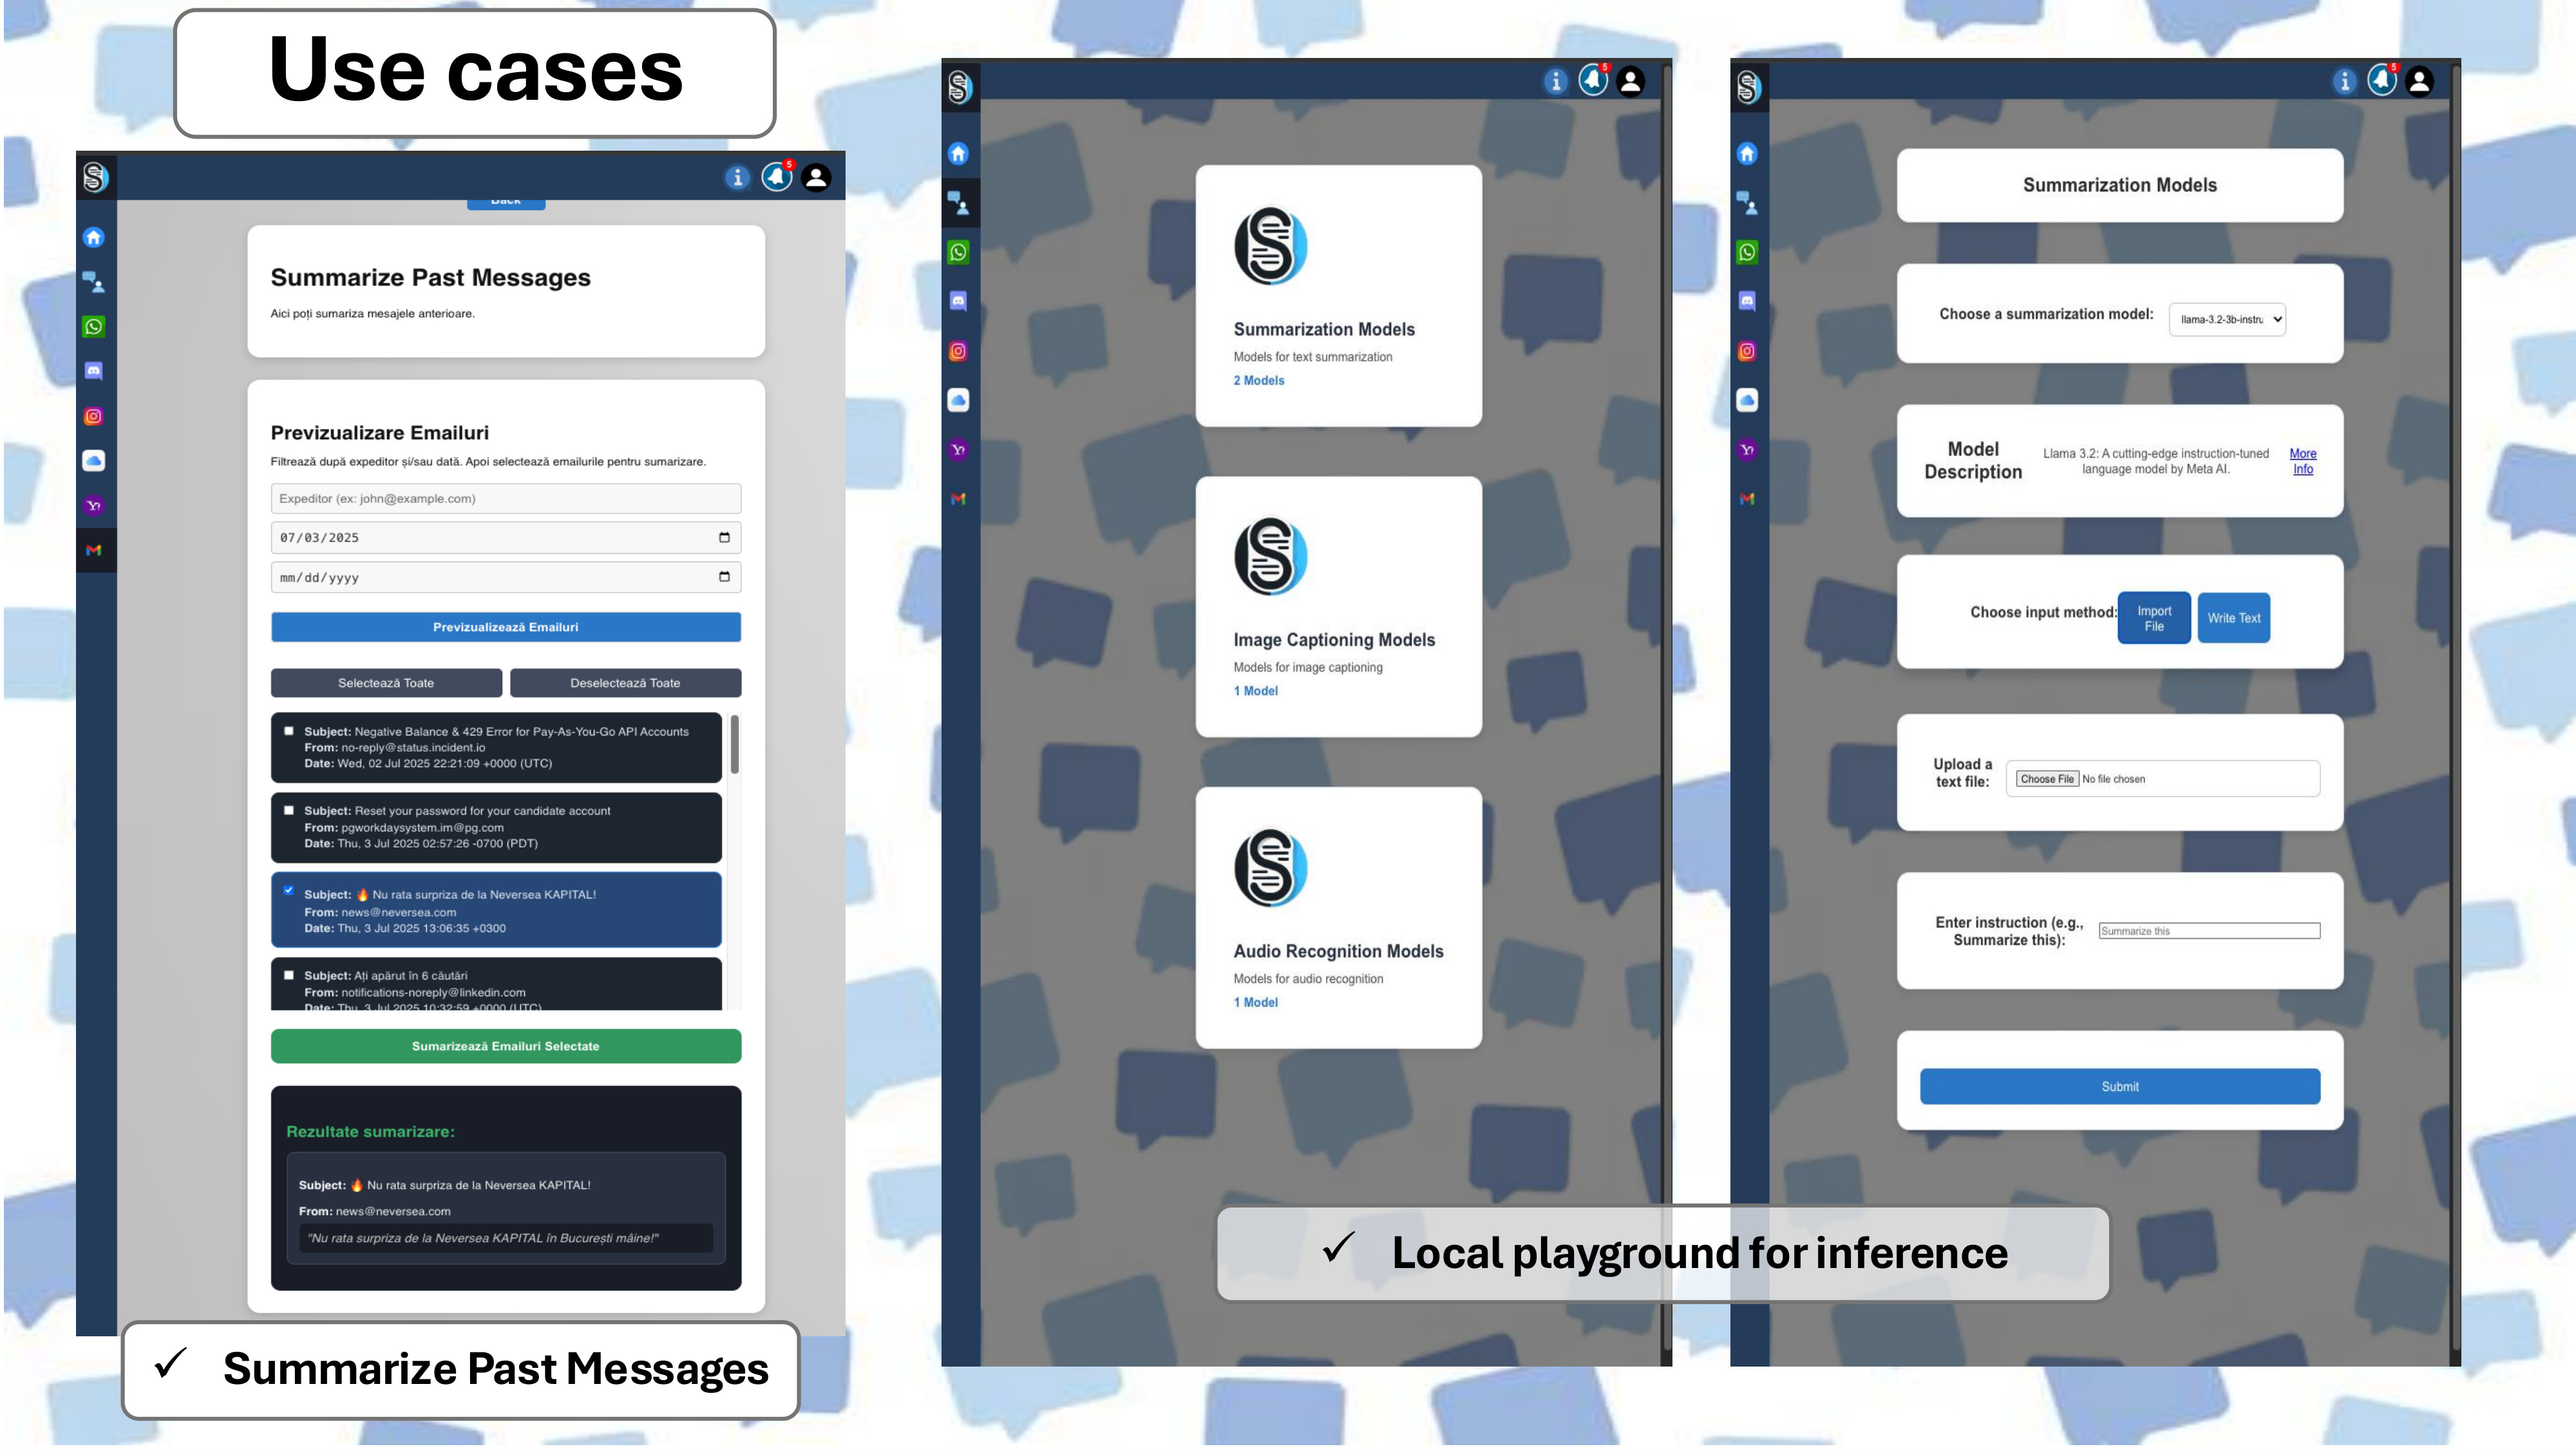 Use cases
5
Back
Summarize Past Messages
Aici poți sumariza mesajele anterioare.
Previzualizare Emailuri
Filtrează după expeditor și/sau dată. Apoi selectează emailurile pentru sumarizare.
Expeditor (ex: john@example.com)
07/03/2025
mm/dd/yyyy
Previzualizează Emailuri
Selectează Toate
Deselectează Toate
Subject: Negative Balance & 429 Error for Pay-As-You-Go API Accounts
From: no-reply@status.incident.io
Date: Wed, 02 Jul 2025 22:21:09 +0000 (UTC)
Subject: Reset your password for your candidate account
From: pgworkdaysystem.im@pg.com
Date: Thu, 3 Jul 2025 02:57:26 -0700 (PDT)
Subject: 🔥 Nu rata surpriza de la Neversea KAPITAL!
From: news@neversea.com
Date: Thu, 3 Jul 2025 13:06:35 +0300
Subject: Ați apărut în 6 căutări
From: notifications-noreply@linkedin.com
Date: Thu, 3 Jul 2025 10:32:59 +0000 (UTC)
Sumarizează Emailuri Selectate
Rezultate sumarizare:
Subject: 🔥 Nu rata surpriza de la Neversea KAPITAL!
From: news@neversea.com
"Nu rata surpriza de la Neversea KAPITAL în București mâine!"
✓ Summarize Past Messages
5
Summarization Models
Models for text summarization
2 Models
Image Captioning Models
Models for image captioning
1 Model
Audio Recognition Models
Models for audio recognition
1 Model
5
Summarization Models
Choose a summarization model:
llama-3.2-3b-instru
Model
Description
Llama 3.2: A cutting-edge instruction-tuned
language model by Meta AI.
More
Info
Choose input method:
Import
File
Write Text
Upload a
text file:
Choose File No file chosen
Enter instruction (e.g.,
Summarize this):
Summarize this
Submit
✓ Local playground for inference